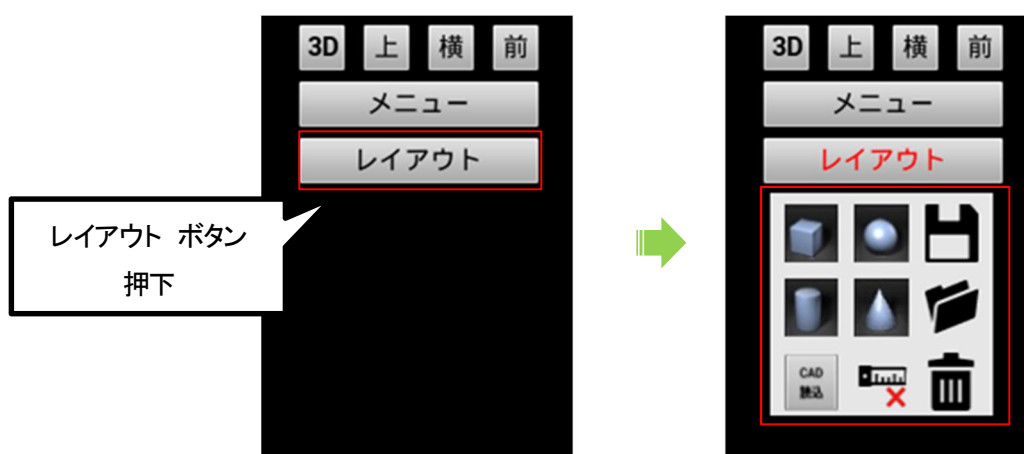 3D 上 横 前
メニュー
レイアウト
レイアウト ボタン
押下
3D 上 横 前
メニュー
レイアウト
CAD
読込